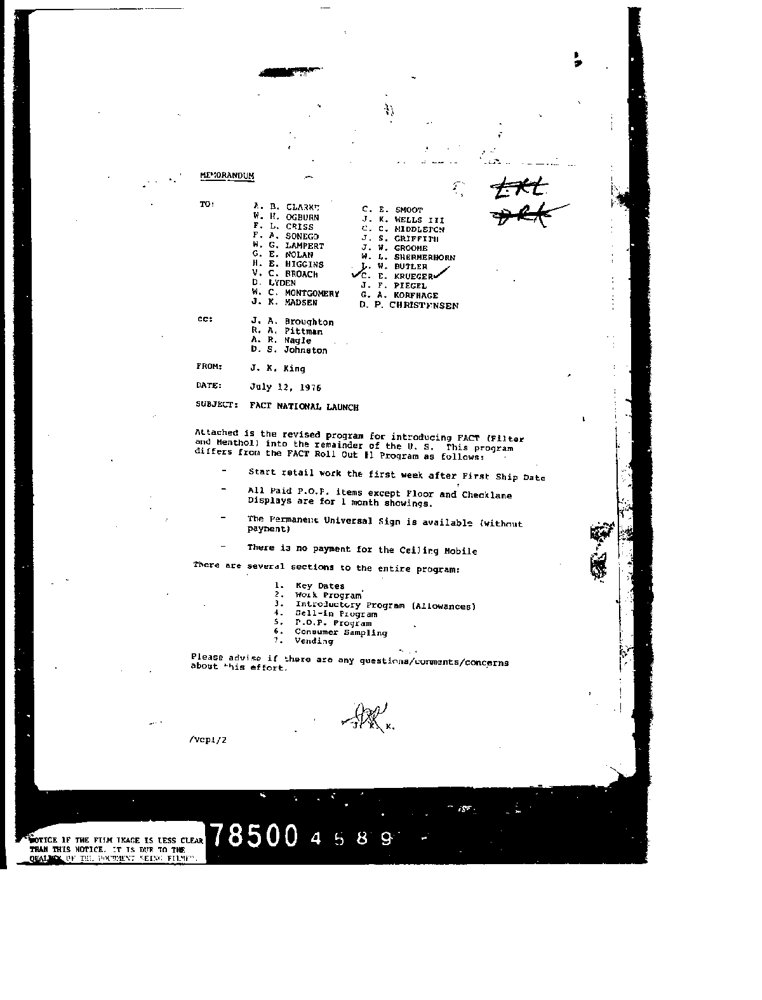 MEMORANDUM
TO:
A. B. CLARKE
W. H. OGBURN
F. L. CRISS
F. A. SONEGO
W. G. LAMPERT
G. E. NOLAN
H. E. HIGGINS
V. C. BROACH
D. LYDEN
W. C. MONTGOMERY
J. K. MADSEN
C. E. SMOOT
J. K. WELLS III
C. C. MIDDLETON
J. S. GRIFFITH
J. W. GROOME
W. L. SHERMERHORN
L. W. BUTLER
C. E. KRUEGER
J. F. PIEGEL
G. A. KORFHAGE
D. P. CHRISTENSEN
cc:
J. A. Broughton
R. A. Pittman
A. R. Nagle
D. S. Johnston
FROM: J. K. King
DATE: July 12, 1976
SUBJECT: FACT NATIONAL LAUNCH
Attached is the revised program for introducing FACT (Filter
and Menthol) into the remainder of the U. S. This program
differs from the FACT Roll Out #1 Program as follows:
- Start retail work the first week after First Ship Date
- All Paid P.O.P. items except Floor and Checklane
Displays are for 1 month showings.
- The Permanent Universal Sign is available (without
payment)
- There is no payment for the Ceiling Mobile
There are several sections to the entire program:
1. Key Dates
2. Work Program
3. Introductory Program (Allowances)
4. Sell-in Program
5. P.O.P. Program
6. Consumer Sampling
7. Vending
Please advise if there are any questions/comments/concerns
about this effort.
J. K. K.
/vcpl/2
NOTICE IF THE FILM IMAGE IS LESS CLEAR
THAN THIS NOTICE. IT IS DUE TO THE
QUALITY OF THE DOCUMENT BEING FILMED.
78500 4589